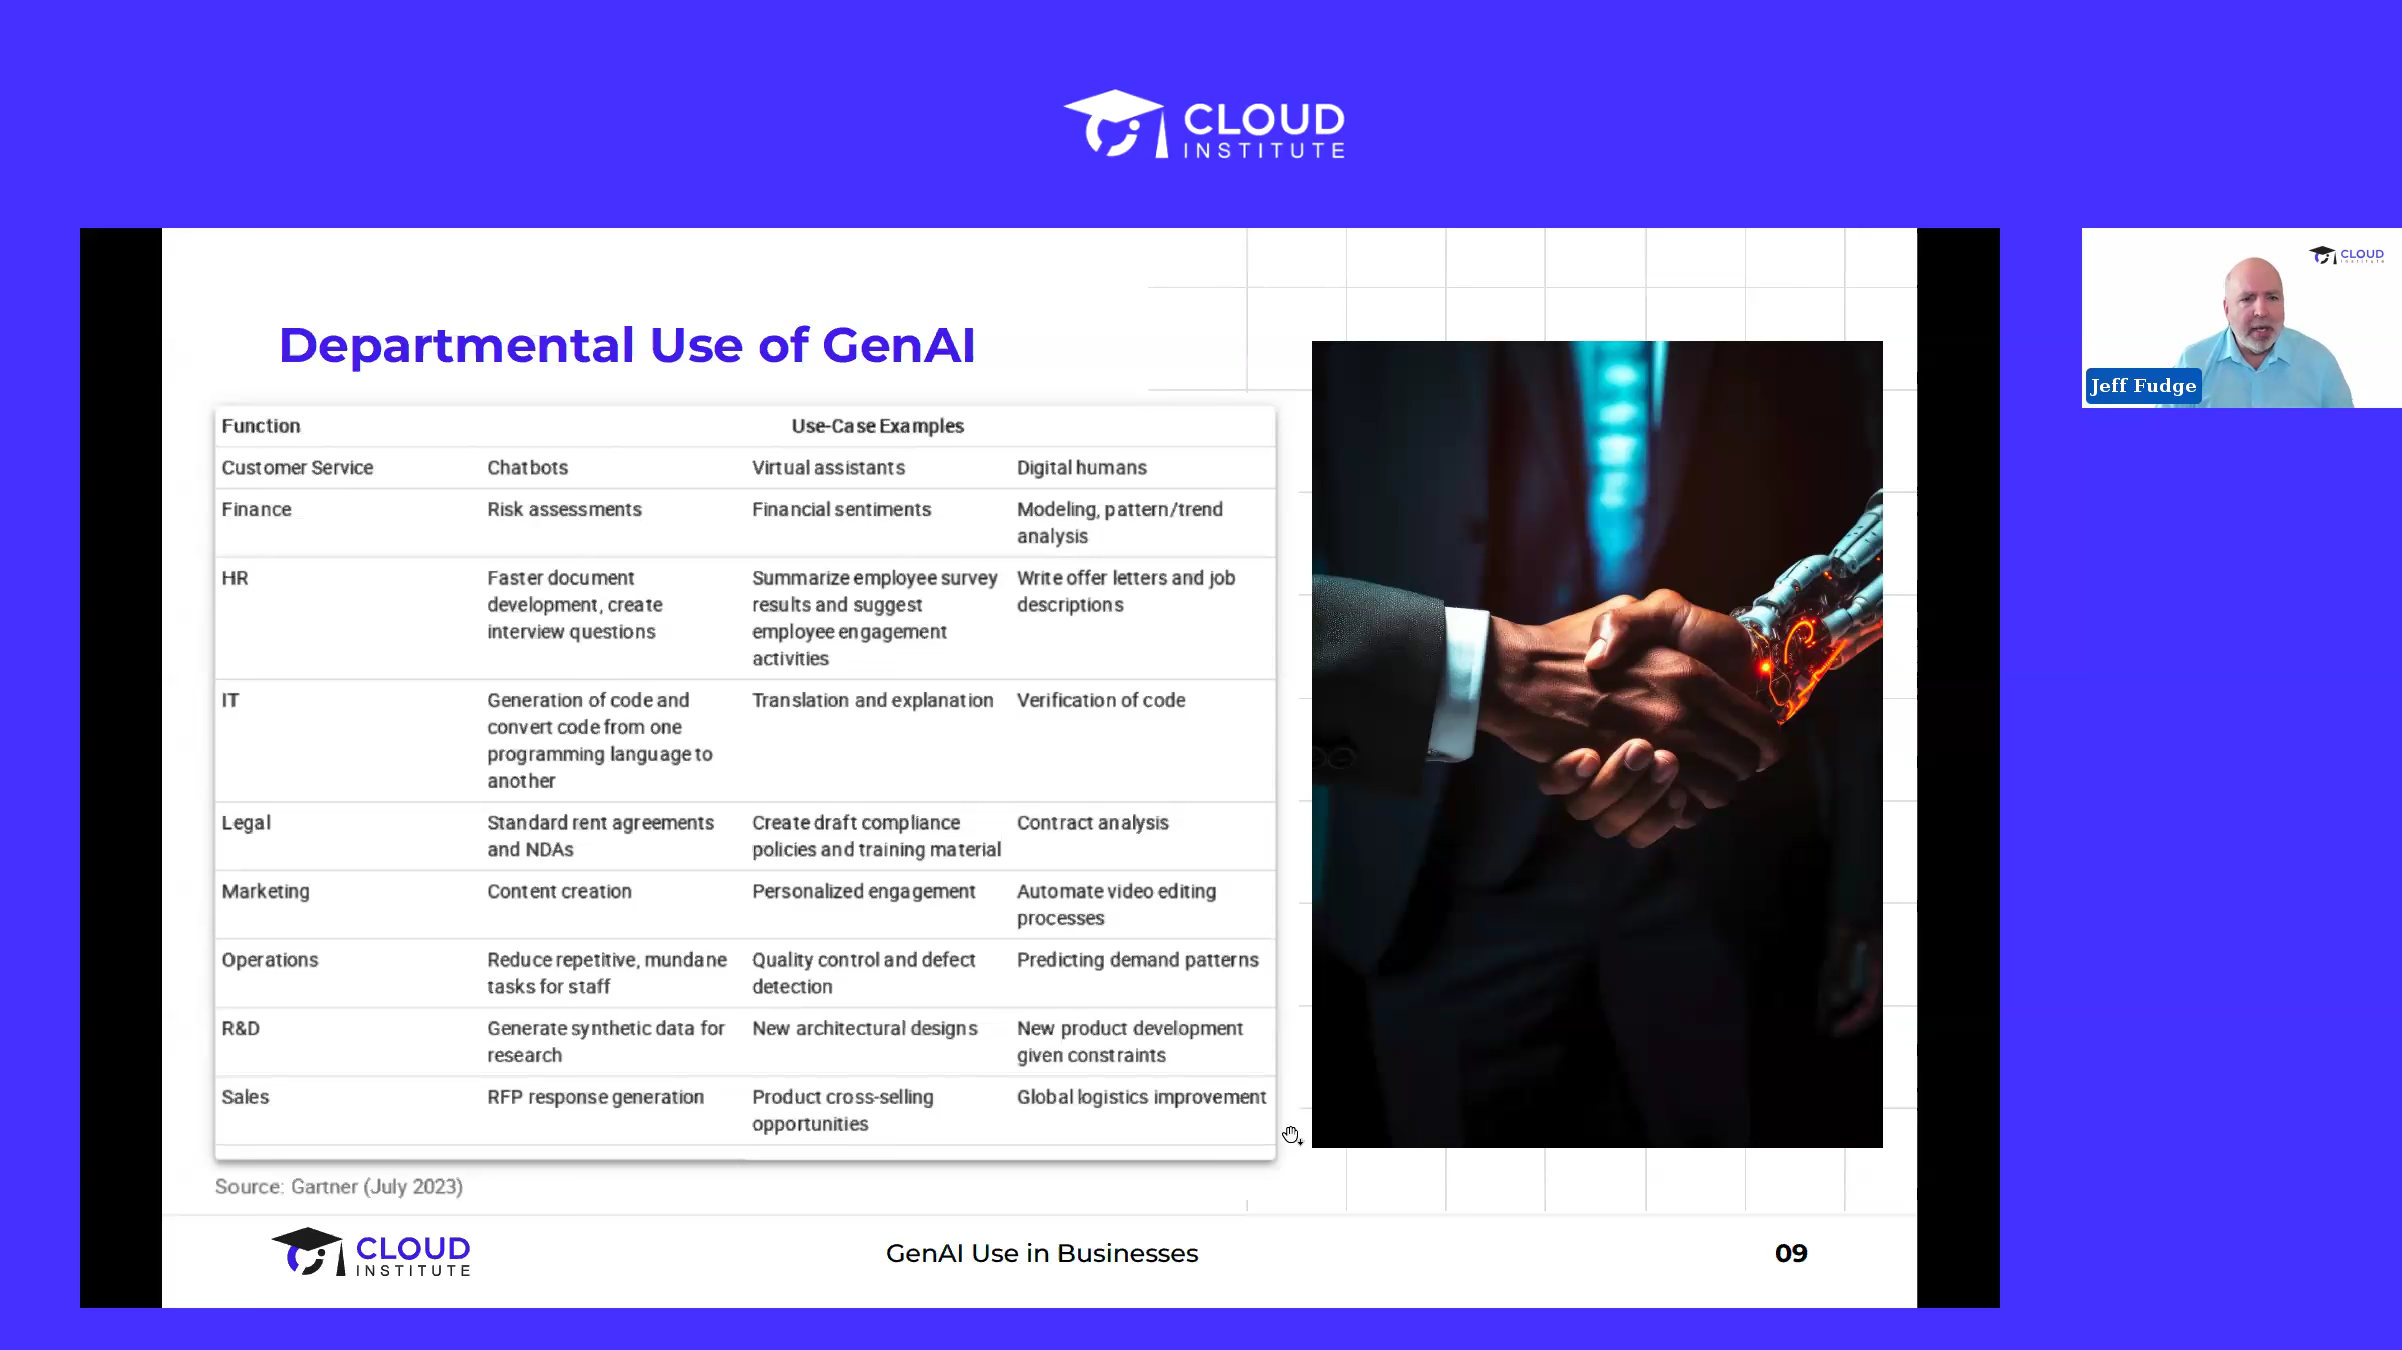 CLOUD
INSTITUTE
CLOUD
Jeff Fudge
Departmental Use of GenAI
Function Use-Case Examples
Customer Service Chatbots Virtual assistants Digital humans
Finance Risk assessments Financial sentiments Modeling, pattern/trend
analysis
HR Faster document Summarize employee survey Write offer letters and job
development, create results and suggest descriptions
interview questions employee engagement
activities
IT Generation of code and Translation and explanation Verification of code
convert code from one
programming language to
another
Legal Standard rent agreements Create draft compliance Contract analysis
and NDAs policies and training material
Marketing Content creation Personalized engagement Automate video editing
processes
Operations Reduce repetitive, mundane Quality control and defect Predicting demand patterns
tasks for staff detection
R&D Generate synthetic data for New architectural designs New product development
research given constraints
Sales RFP response generation Product cross-selling Global logistics improvement
opportunities
Source: Gartner (July 2023)
CLOUD
INSTITUTE
GenAI Use in Businesses
09